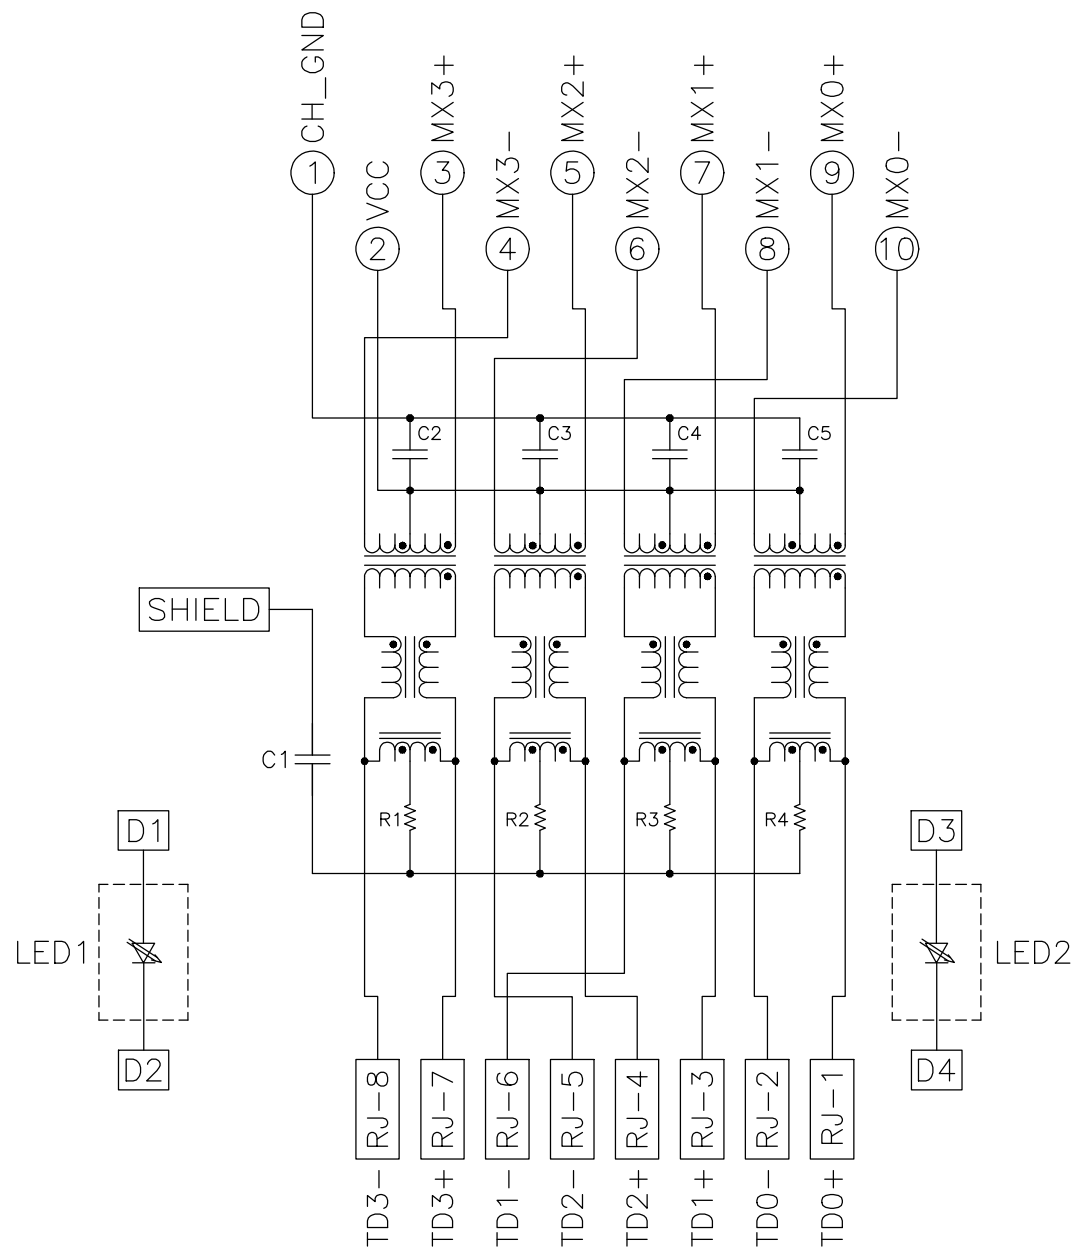 CH_GND
MX3+
MX2+
MX1+
MX0+
VCC
MX3-
MX2-
MX1-
MX0-
1
3
5
7
9
2
4
6
8
10
C2
C3
C4
C5
SHIELD
C1
R1
R2
R3
R4
D1
D3
LED1
LED2
D2
D4
RJ-8
RJ-7
RJ-6
RJ-5
RJ-4
RJ-3
RJ-2
RJ-1
TD3-
TD3+
TD1-
TD2-
TD2+
TD1+
TD0-
TD0+